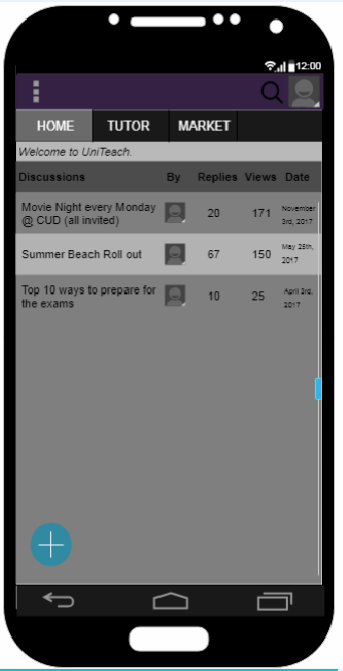 12:00
HOME TUTOR MARKET
Welcome to UniTeach.
Discussions By Replies Views Date
Movie Night every Monday
@ CUD (all invited)
20 171
November
3rd, 2017
Summer Beach Roll out 67 150
May 25th,
2017
Top 10 ways to prepare for
the exams
10 25
April 3rd,
2017